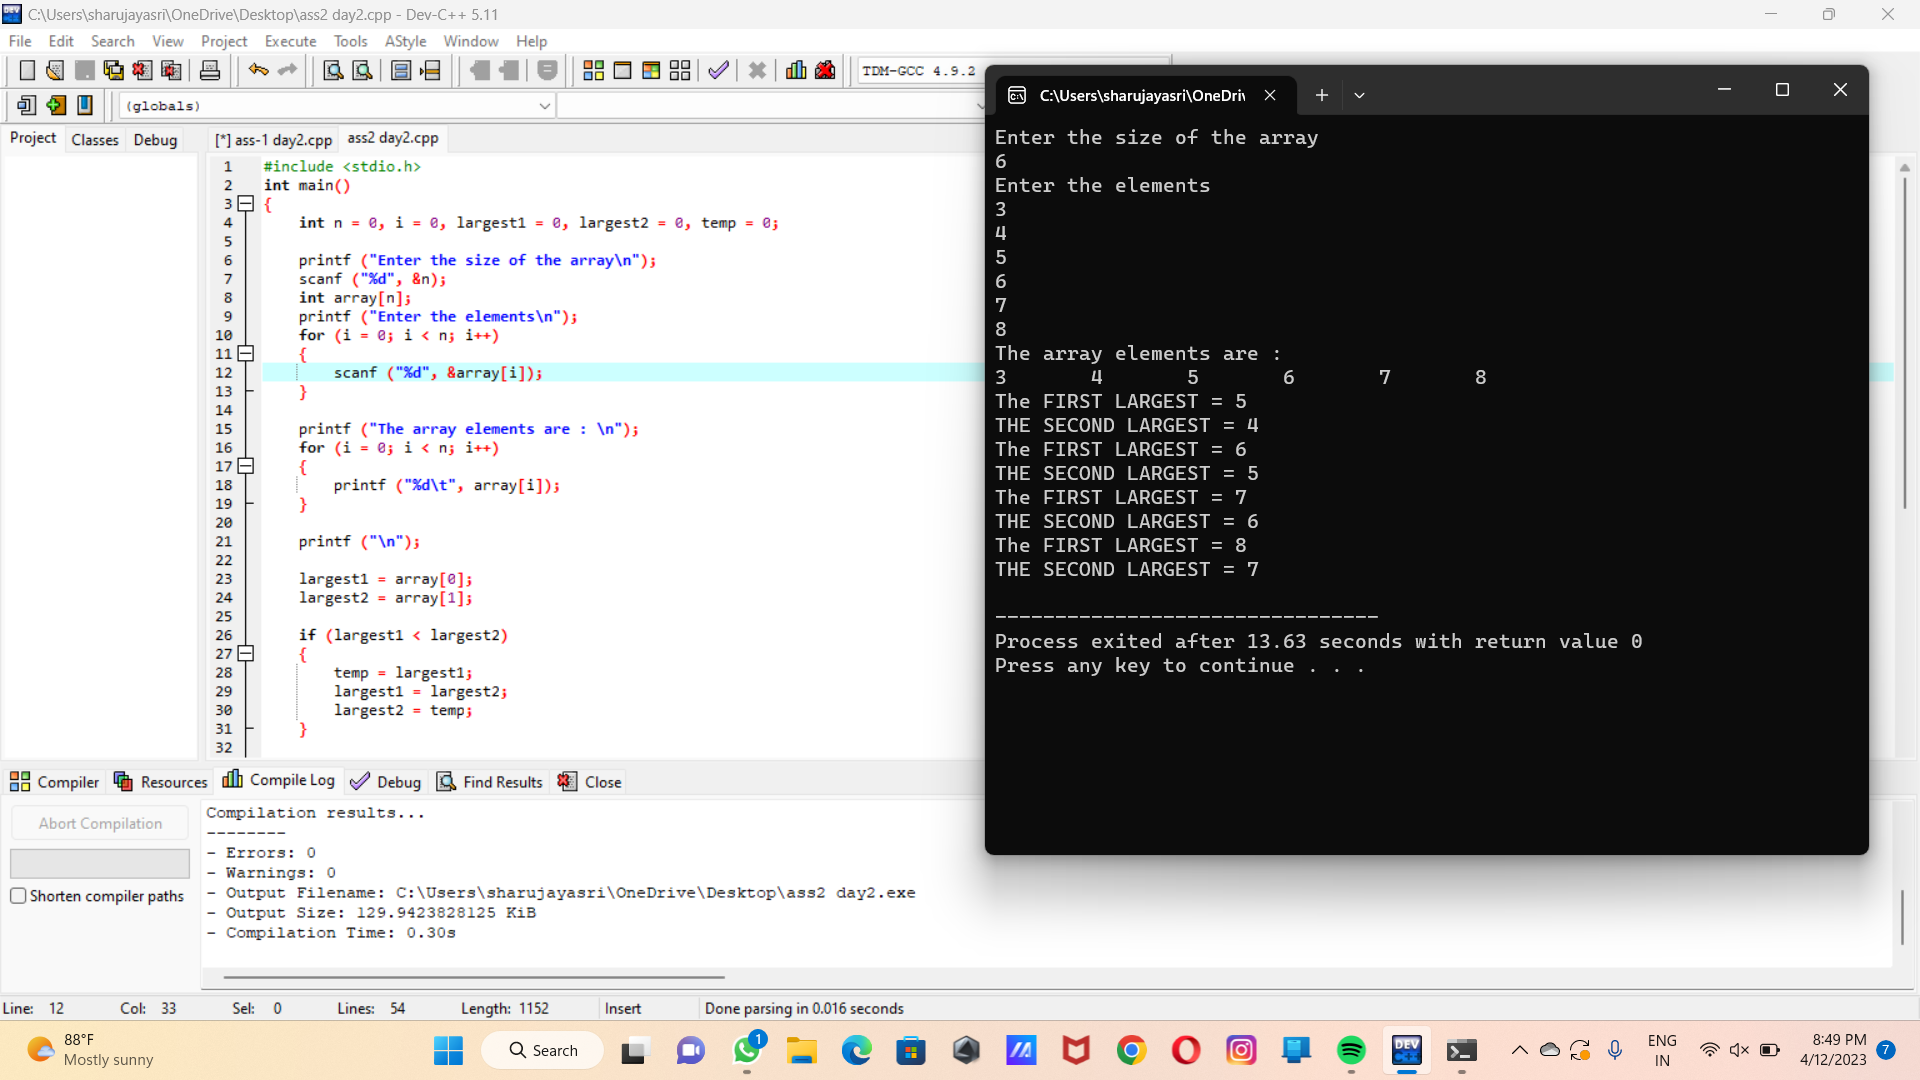 C:\Users\sharujayasri\OneDrive\Desktop\ass2 day2.cpp - Dev-C++ 5.11
File Edit Search View Project Execute Tools AStyle Window Help
TDM-GCC 4.9.2
(globals)
Project Classes Debug
[*] ass-1 day2.cpp ass2 day2.cpp
1 #include <stdio.h>
2 int main()
3 {
4 int n = 0, i = 0, largest1 = 0, largest2 = 0, temp = 0;
5
6 printf ("Enter the size of the array\n");
7 scanf ("%d", &n);
8 int array[n];
9 printf ("Enter the elements\n");
10 for (i = 0; i < n; i++)
11 {
12 scanf ("%d", &array[i]);
13 }
14
15 printf ("The array elements are : \n");
16 for (i = 0; i < n; i++)
17 {
18 printf ("%d\t", array[i]);
19 }
20
21 printf ("\n");
22
23 largest1 = array[0];
24 largest2 = array[1];
25
26 if (largest1 < largest2)
27 {
28 temp = largest1;
29 largest1 = largest2;
30 largest2 = temp;
31 }
32
C:\Users\sharujayasri\OneDri
Enter the size of the array
6
Enter the elements
3
4
5
6
7
8
The array elements are :
3 4 5 6 7 8
The FIRST LARGEST = 5
THE SECOND LARGEST = 4
The FIRST LARGEST = 6
THE SECOND LARGEST = 5
The FIRST LARGEST = 7
THE SECOND LARGEST = 6
The FIRST LARGEST = 8
THE SECOND LARGEST = 7
--------------------------------
Process exited after 13.63 seconds with return value 0
Press any key to continue . . .
Compiler Resources Compile Log Debug Find Results Close
Abort Compilation
Shorten compiler paths
Compilation results...
--------
- Errors: 0
- Warnings: 0
- Output Filename: C:\Users\sharujayasri\OneDrive\Desktop\ass2 day2.exe
- Output Size: 129.9423828125 KiB
- Compilation Time: 0.30s
Line: 12 Col: 33 Sel: 0 Lines: 54 Length: 1152 Insert Done parsing in 0.016 seconds
88°F
Mostly sunny
Search
1
DEV C++
ENG
IN
8:49 PM
4/12/2023
7